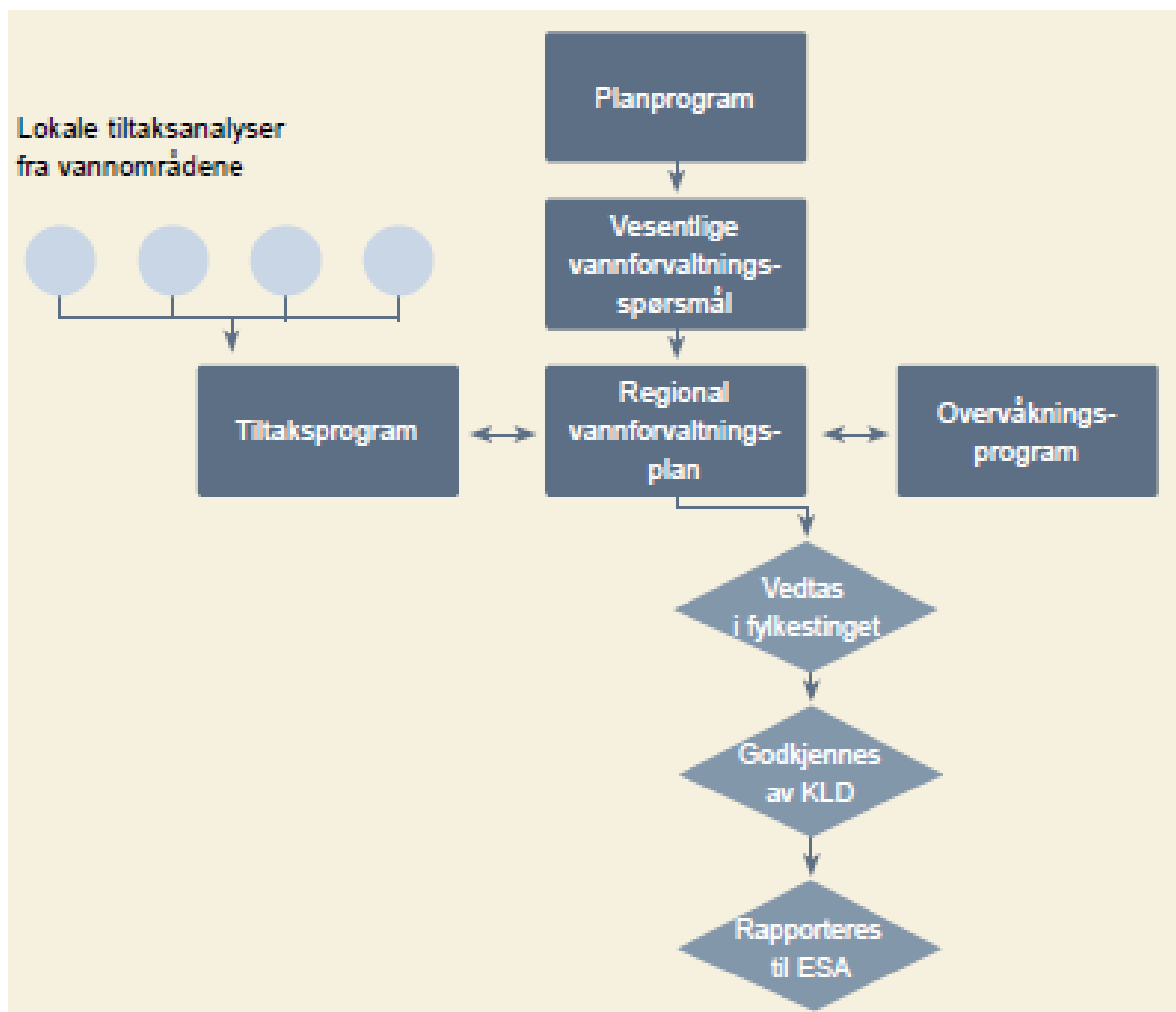 Planprogram
Lokale tiltaksanalyser
fra vannområdene
Vesentlige
vannforvaltnings-
spørsmål
Tiltaksprogram
Regional
vannforvaltnings-
plan
Overvåknings-
program
Vedtas
i fylkestinget
Godkjennes
av KLD
Rapporteres
til ESA